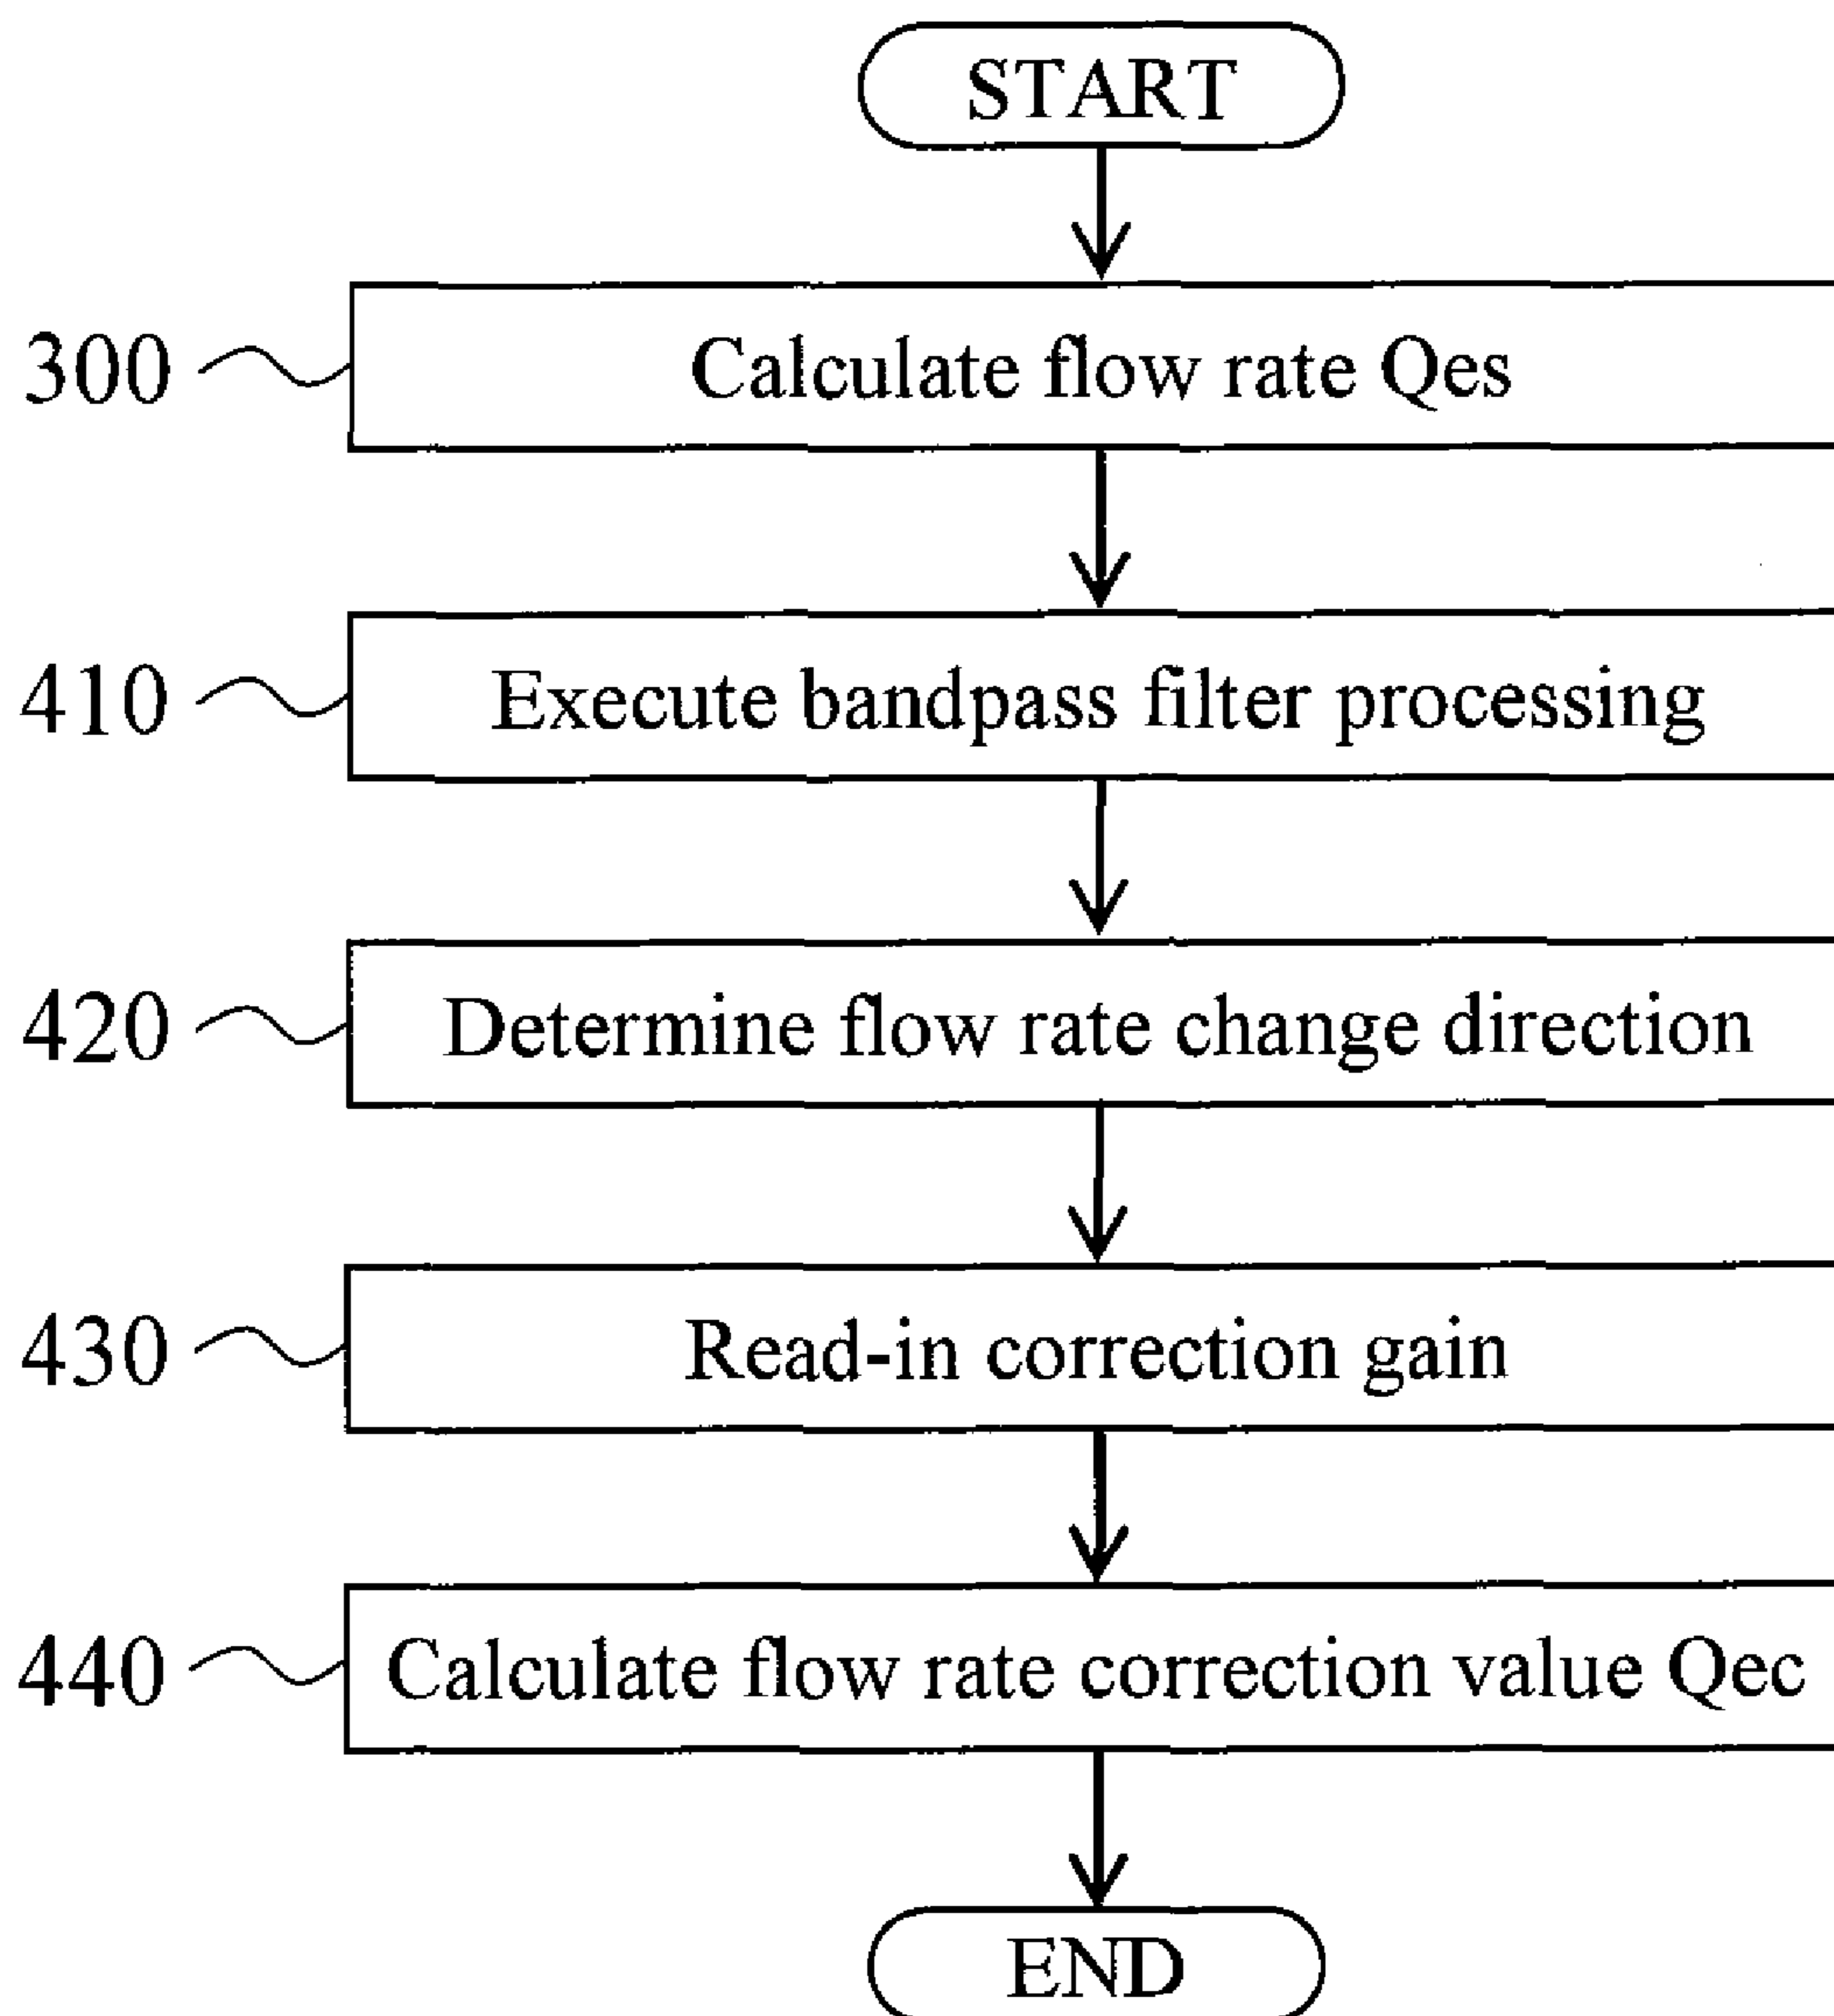 START
300 Calculate flow rate Qes
410 Execute bandpass filter processing
420 Determine flow rate change direction
430 Read-in correction gain
440 Calculate flow rate correction value Qec
END